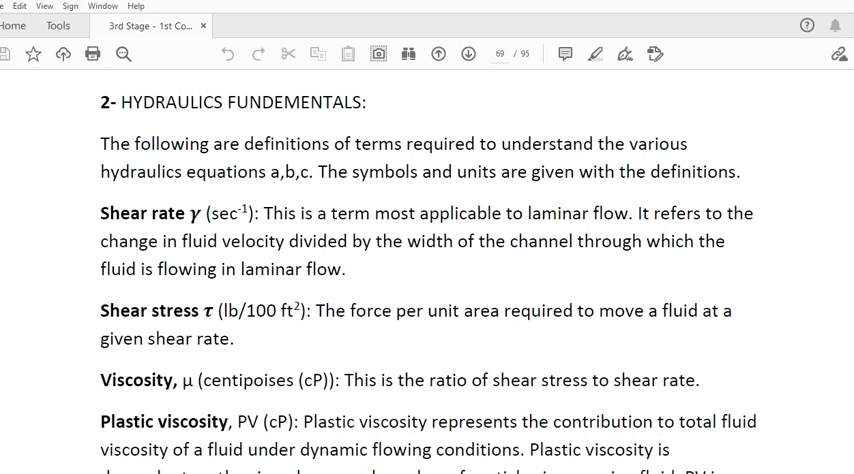 e Edit View Sign Window Help
Home Tools 3rd Stage - 1st Co... ×
69 / 95
2- HYDRAULICS FUNDEMENTALS:
The following are definitions of terms required to understand the various
hydraulics equations a,b,c. The symbols and units are given with the definitions.
Shear rate γ (sec⁻¹): This is a term most applicable to laminar flow. It refers to the
change in fluid velocity divided by the width of the channel through which the
fluid is flowing in laminar flow.
Shear stress τ (lb/100 ft²): The force per unit area required to move a fluid at a
given shear rate.
Viscosity, μ (centipoises (cP)): This is the ratio of shear stress to shear rate.
Plastic viscosity, PV (cP): Plastic viscosity represents the contribution to total fluid
viscosity of a fluid under dynamic flowing conditions. Plastic viscosity is